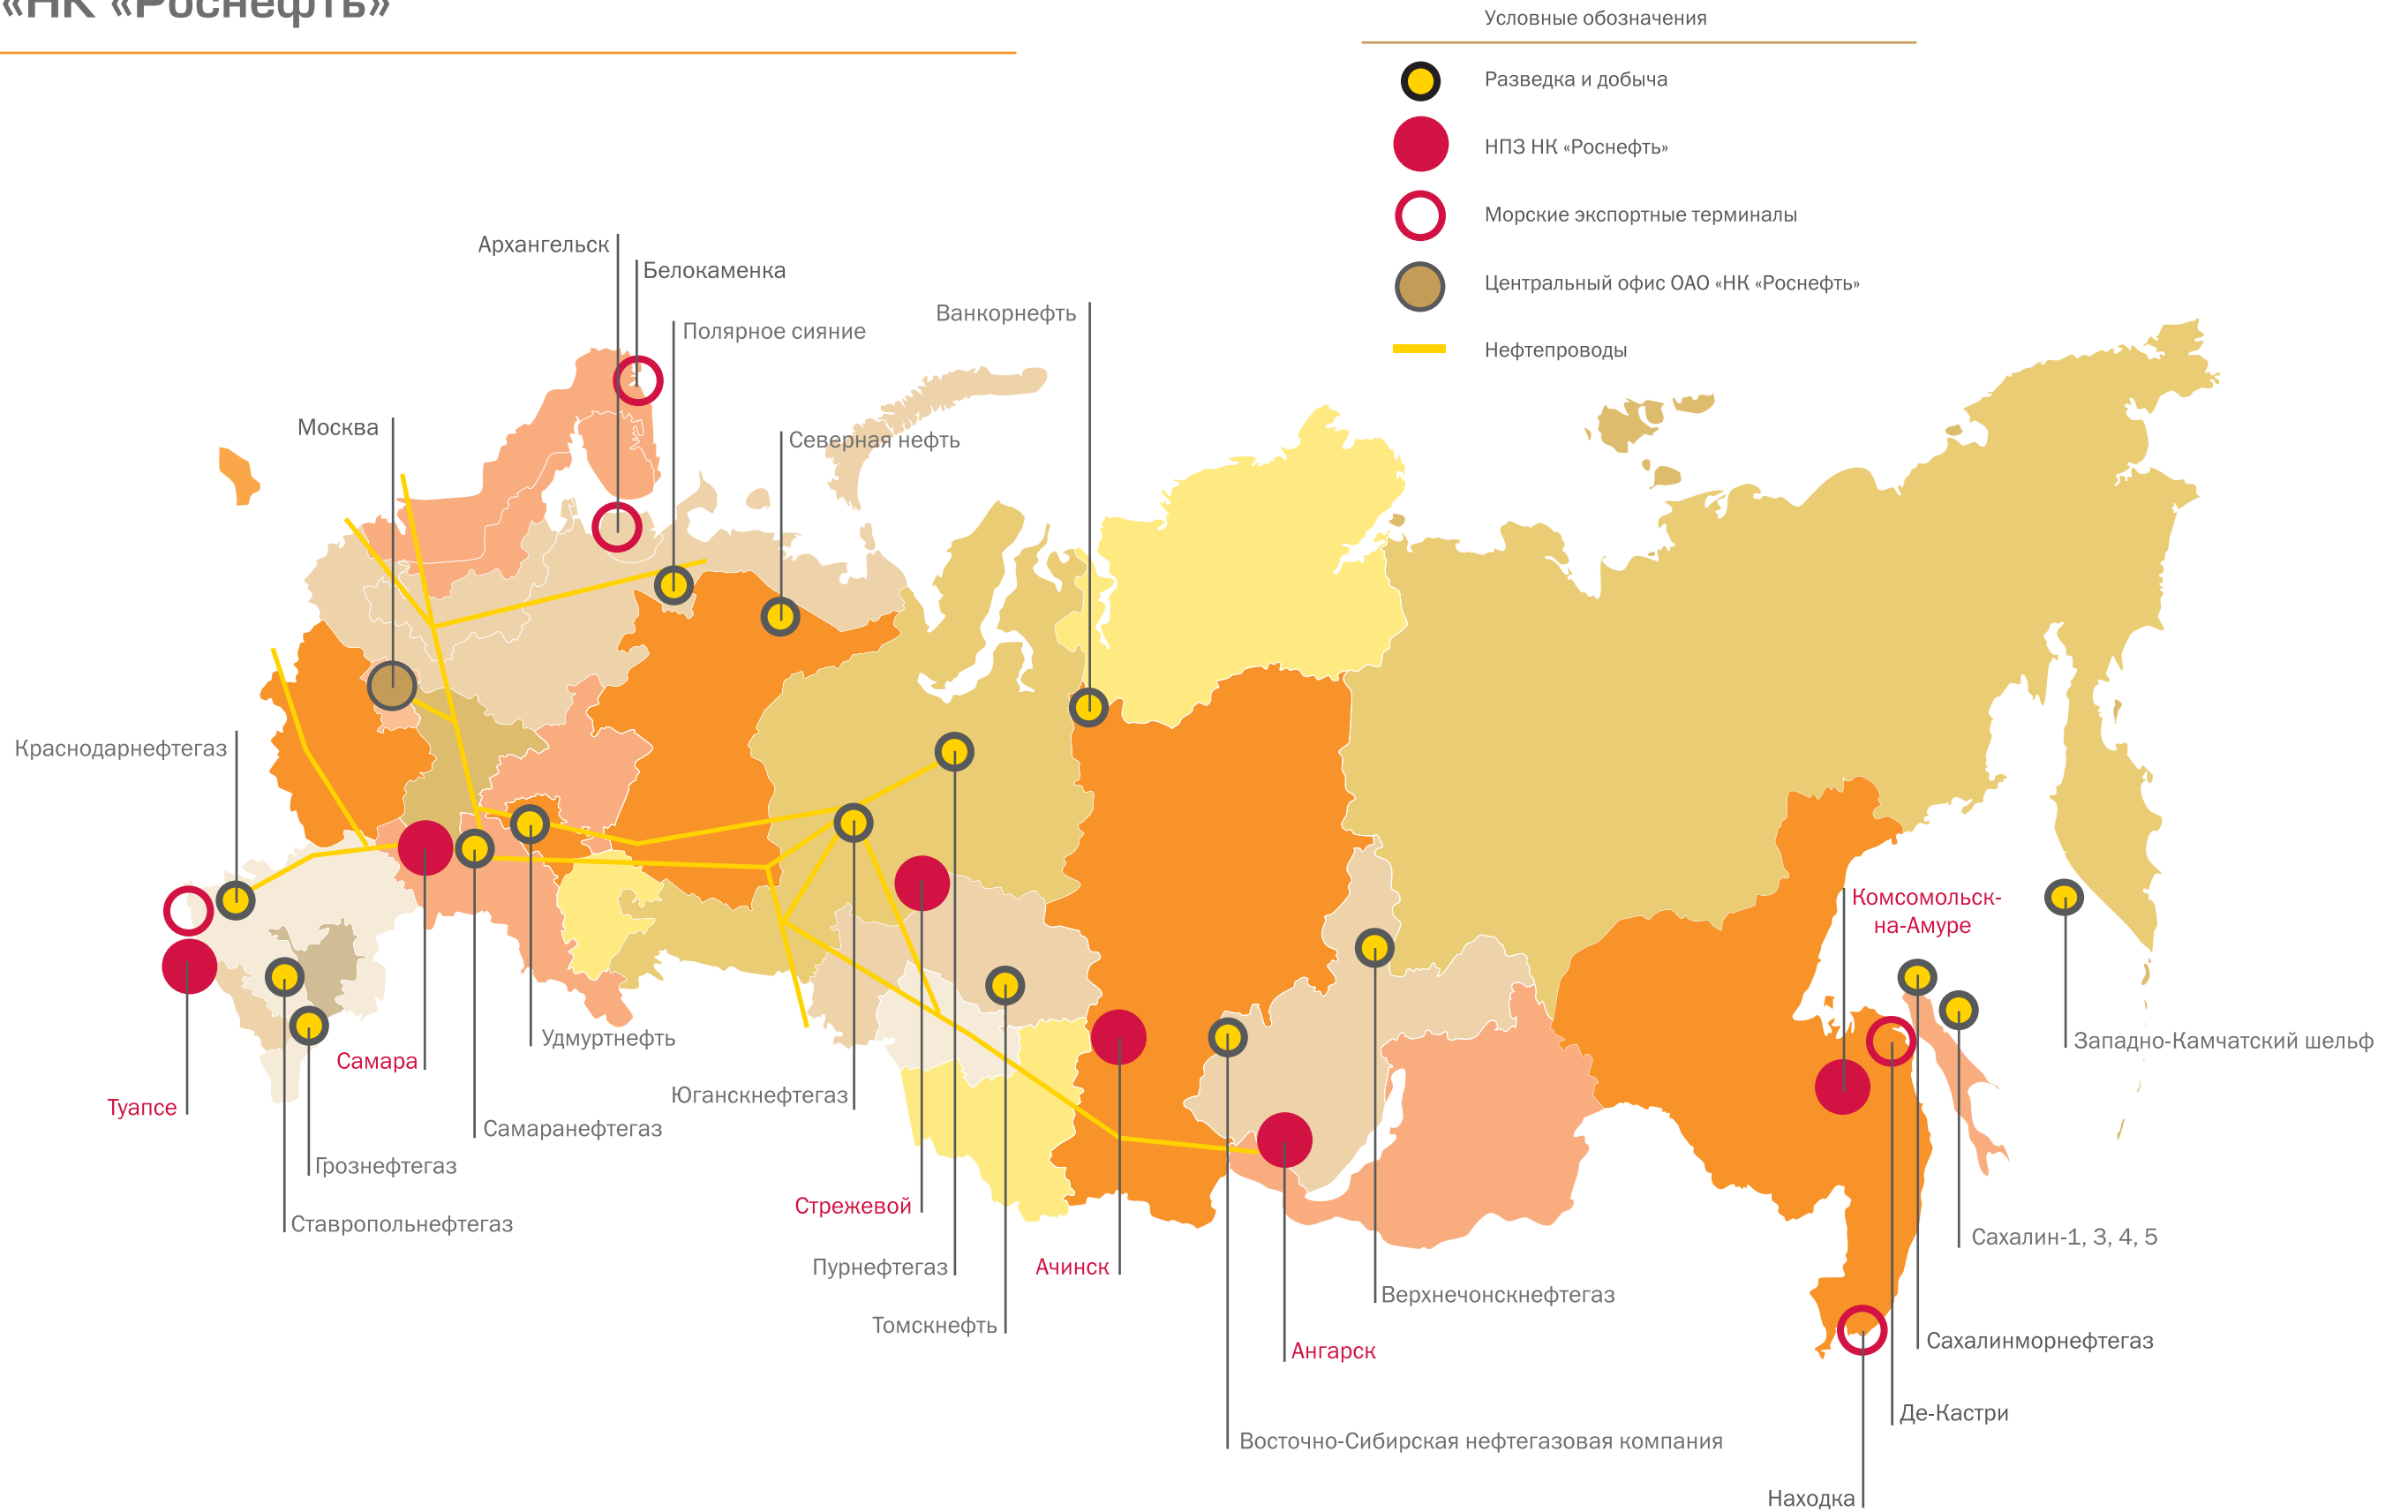 «НК «Роснефть»
Условные обозначения
Разведка и добыча
НПЗ НК «Роснефть»
Морские экспортные терминалы
Центральный офис ОАО «НК «Роснефть»
Нефтепроводы
Архангельск
Белокаменка
Ванкорнефть
Полярное сияние
Москва
Северная нефть
Краснодарнефтегаз
Комсомольск-
на-Амуре
Удмуртнефть
Западно-Камчатский шельф
Самара
Юганскнефтегаз
Туапсе
Самаранефтегаз
Грознефтегаз
Стрежевой
Ставропольнефтегаз
Сахалин-1, 3, 4, 5
Пурнефтегаз
Ачинск
Верхнечонскнефтегаз
Томскнефть
Ангарск
Сахалинморнефтегаз
Де-Кастри
Восточно-Сибирская нефтегазовая компания
Находка